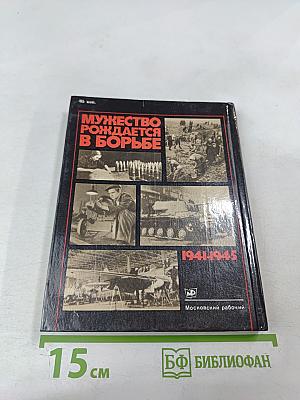 МУЖЕСТВО
РОЖДАЕТСЯ
В БОРЬБЕ
1941-1945
Московский рабочий
15 см
БФ БИБЛИОФАН